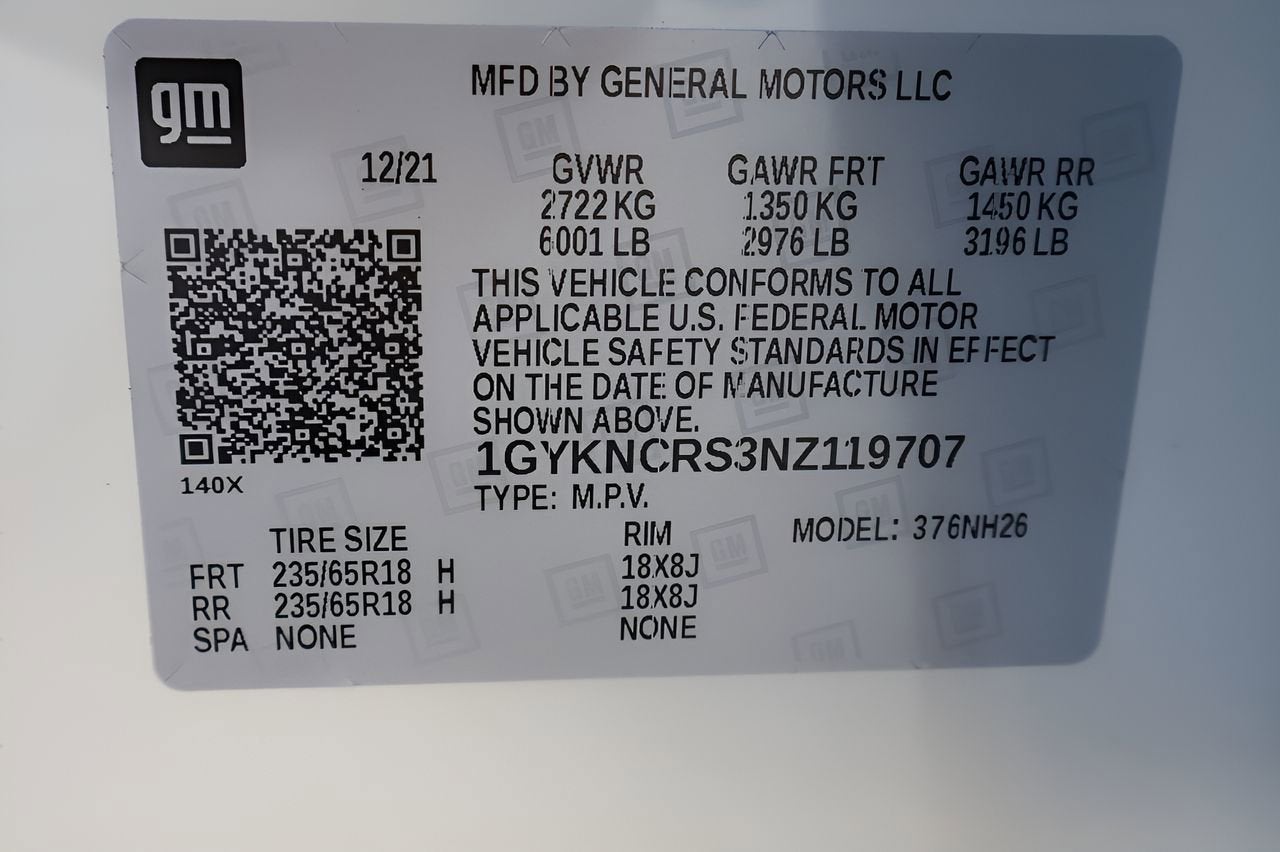 gm
MFD BY GENERAL MOTORS LLC
12/21 GVWR GAWR FRT GAWR RR
2722 KG 1350 KG 1450 KG
6001 LB 2976 LB 3196 LB
THIS VEHICLE CONFORMS TO ALL
APPLICABLE U.S. FEDERAL MOTOR
VEHICLE SAFETY STANDARDS IN EFFECT
ON THE DATE OF MANUFACTURE
SHOWN ABOVE.
1GYKNCRS3NZ119707
140X
TYPE: M.P.V.
TIRE SIZE RIM MODEL: 376NH26
FRT 235/65R18 H 18X8J
RR 235/65R18 H 18X8J
SPA NONE NONE